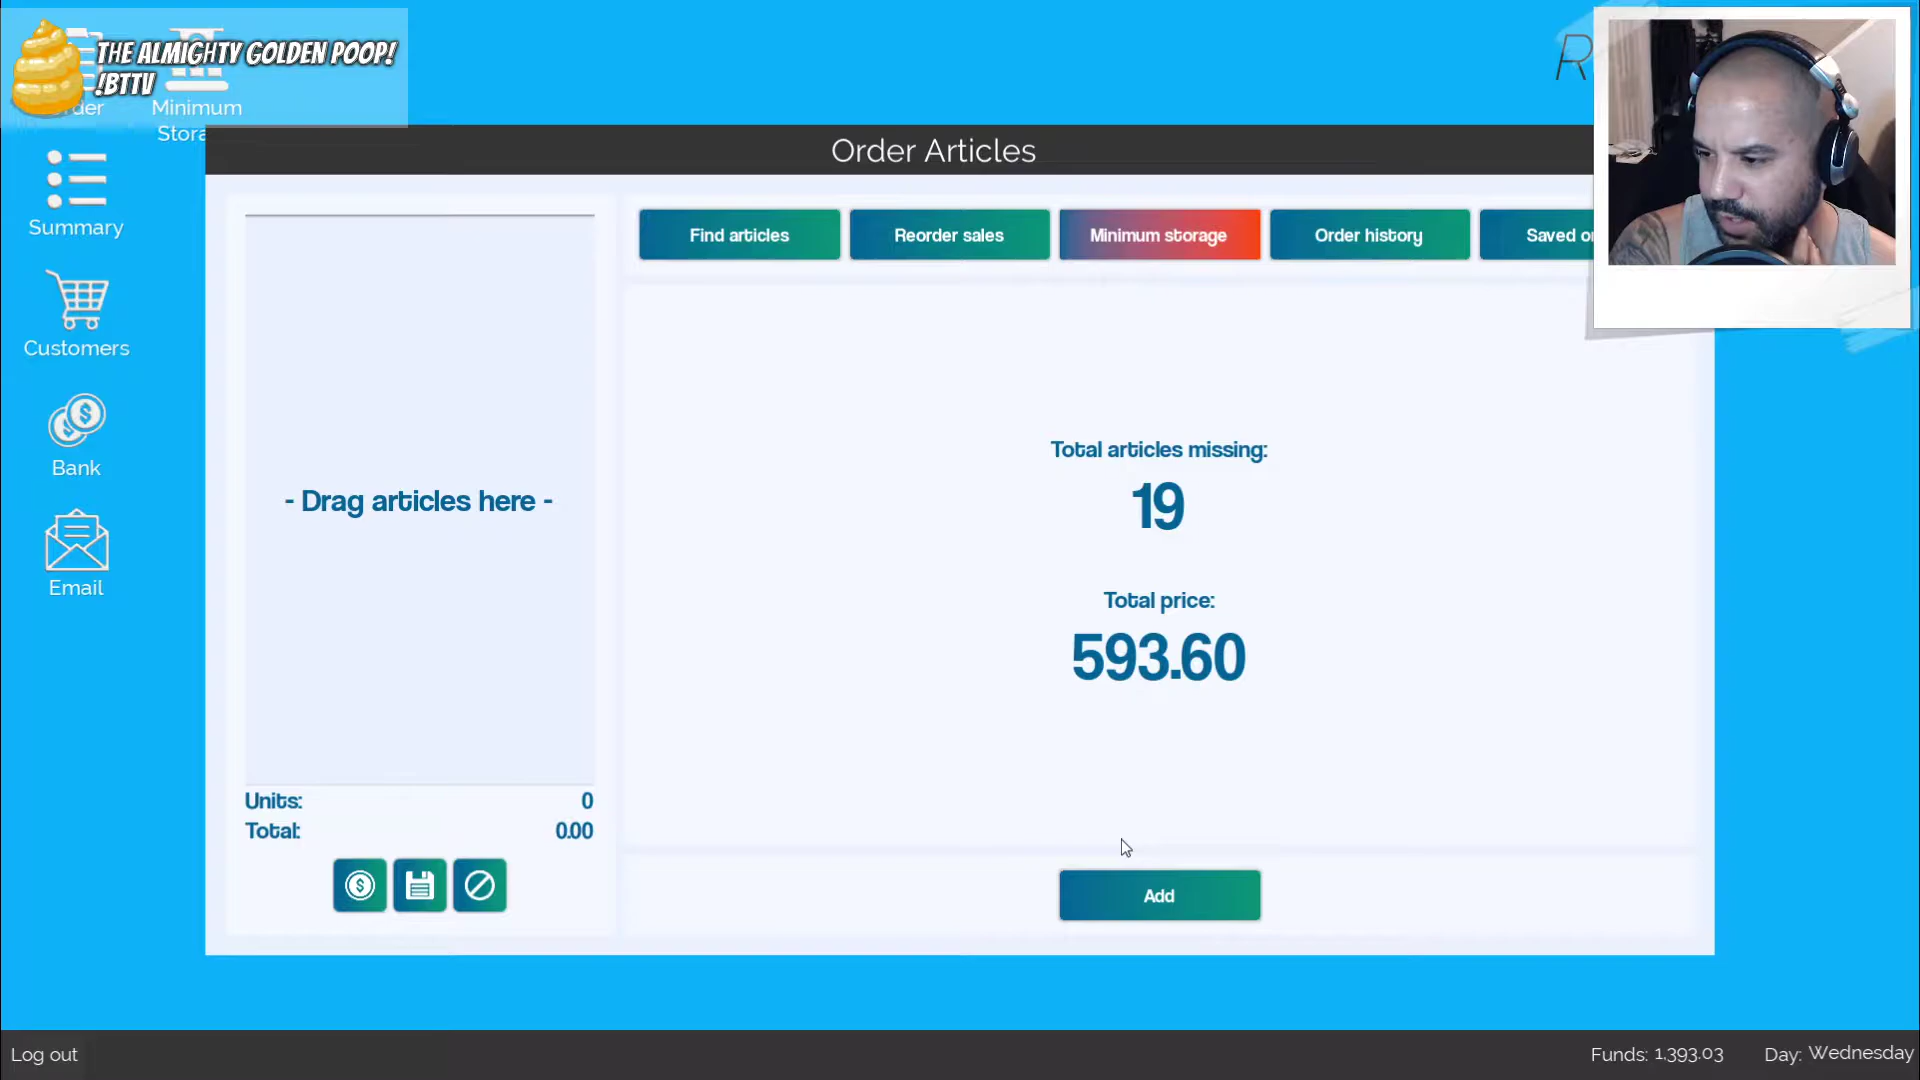 THE ALMIGHTY GOLDEN POOP!
!BTTV
Minimum
Order Articles
Summary
Customers
Bank
Email
Find articles
Reorder sales
Minimum storage
Order history
- Drag articles here -
Total articles missing:
19
Total price:
593.60
Units: 0
Total: 0.00
Add
Log out
Funds: 1,393.03
Day: Wednesday